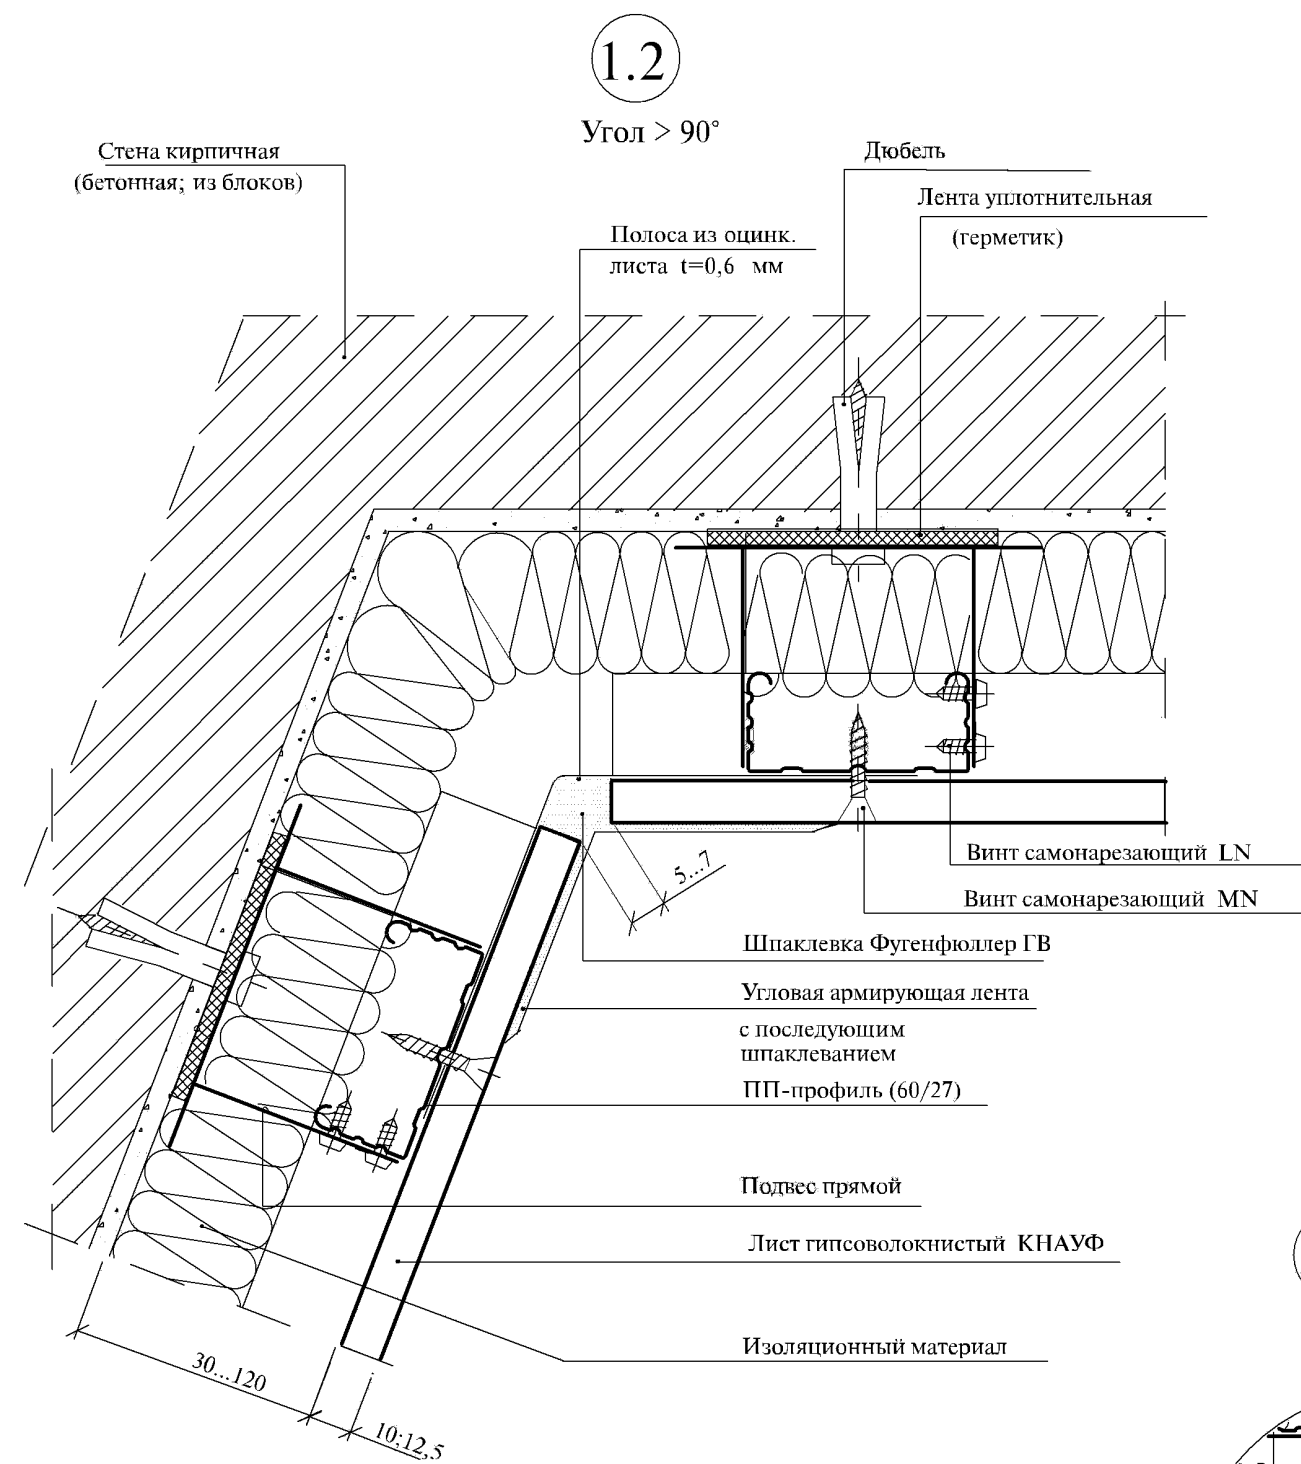 1.2
Угол > 90°
Стена кирпичная
(бетонная; из блоков)
Дюбель
Лента уплотнительная
(герметик)
Полоса из оцинк.
листа t=0,6 мм
5...7
Винт самонарезающий LN
Винт самонарезающий MN
Шпаклевка Фугенфюллер ГВ
Угловая армирующая лента
с последующим
шпаклеванием
ПП-профиль (60/27)
Подвес прямой
Лист гипсоволокнистый КНАУФ
Изоляционный материал
30...120
10;12,5